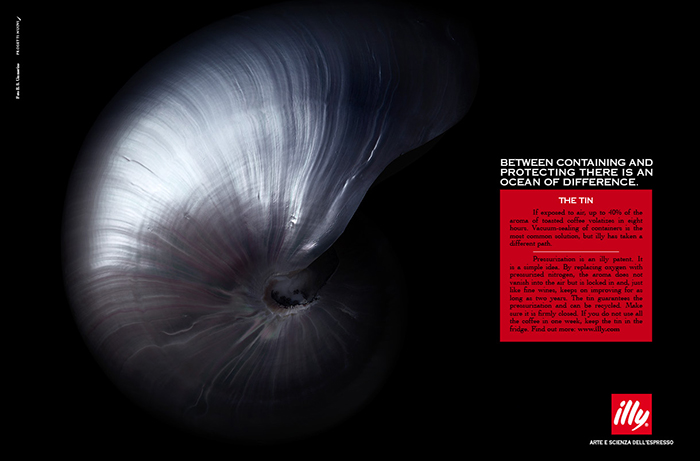 BETWEEN CONTAINING AND
PROTECTING THERE IS AN
OCEAN OF DIFFERENCE.
THE TIN
If exposed to air, up to 40% of the
aroma of toasted coffee volatizes in eight
hours. Vacuum-sealing of containers is the
most common solution, but illy has taken a
different path.
Pressurization is an illy patent. It
is a simple idea. By replacing oxygen with
pressurized nitrogen, the aroma does not
vanish into the air but is locked in and, just
like fine wines, keeps on improving for as
long as two years. The tin guarantees the
pressurization and can be recycled. Make
sure it is firmly closed. If you do not use all
the coffee in one week, keep the tin in the
fridge. Find out more: www.illy.com
illy
ARTE E SCIENZA DELL'ESPRESSO